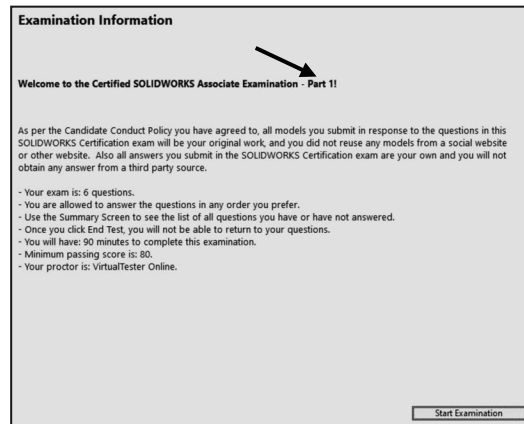 Examination Information
Welcome to the Certified SOLIDWORKS Associate Examination - Part 1!
As per the Candidate Conduct Policy you have agreed to, all models you submit in response to the questions in this
SOLIDWORKS Certification exam will be your original work, and you did not reuse any models from a social website
or other website. Also all answers you submit in the SOLIDWORKS Certification exam are your own and you will not
obtain any answer from a third party source.
- Your exam is: 6 questions.
- You are allowed to answer the questions in any order you prefer.
- Use the Summary Screen to see the list of all questions you have or have not answered.
- Once you click End Test, you will not be able to return to your questions.
- You will have: 90 minutes to complete this examination.
- Minimum passing score is: 80.
- Your proctor is: VirtualTester Online.
Start Examination